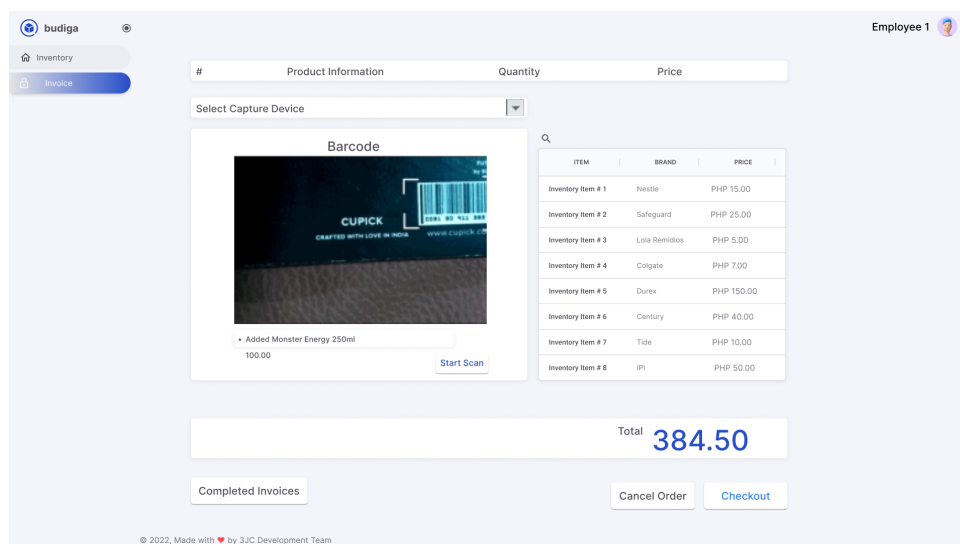 budiga
Employee 1
Inventory
Invoice
# Product Information Quantity Price
Select Capture Device
Barcode
CUPICK
CRAFTED WITH LOVE IN INDIA
www.cupick.c
Added Monster Energy 250ml
100.00
Start Scan
ITEM BRAND PRICE
Inventory Item # 1 Nestle PHP 15.00
Inventory Item # 2 Safeguard PHP 25.00
Inventory Item # 3 Lola Remidios PHP 5.00
Inventory Item # 4 Colgate PHP 7.00
Inventory Item # 5 Durex PHP 150.00
Inventory Item # 6 Century PHP 40.00
Inventory Item # 7 Tide PHP 10.00
Inventory Item # 8 IPI PHP 50.00
Total 384.50
Completed Invoices
Cancel Order
Checkout
© 2022, Made with ❤ by 3JC Development Team